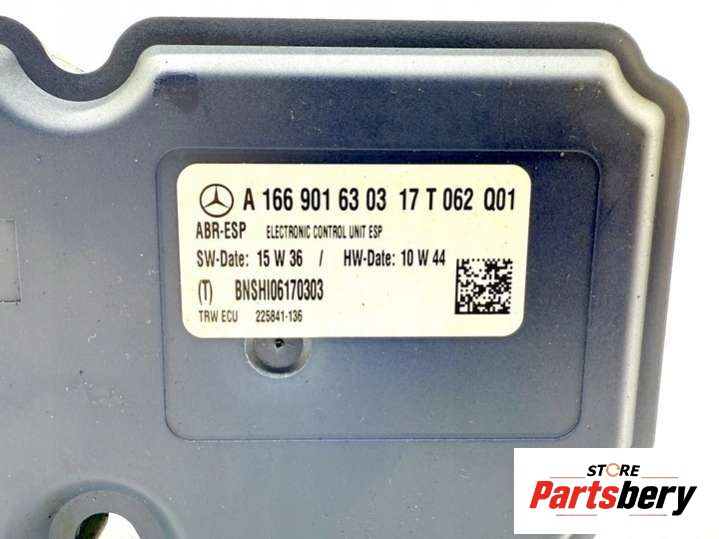 A 166 901 63 03 17 T 062 Q01
ABR-ESP ELECTRONIC CONTROL UNIT ESP
SW-Date: 15 W 36 / HW-Date: 10 W 44
(T) BNSHI06170303
TRW ECU 225841-136
STORE
Partsbery